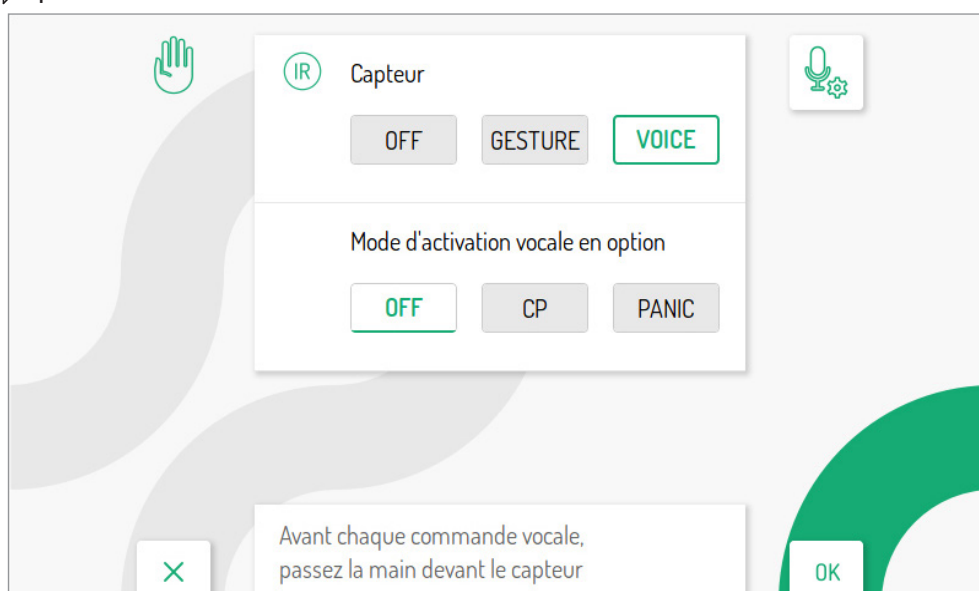 IR Capteur
OFF GESTURE VOICE
Mode d'activation vocale en option
OFF CP PANIC
Avant chaque commande vocale,
passez la main devant le capteur
OK